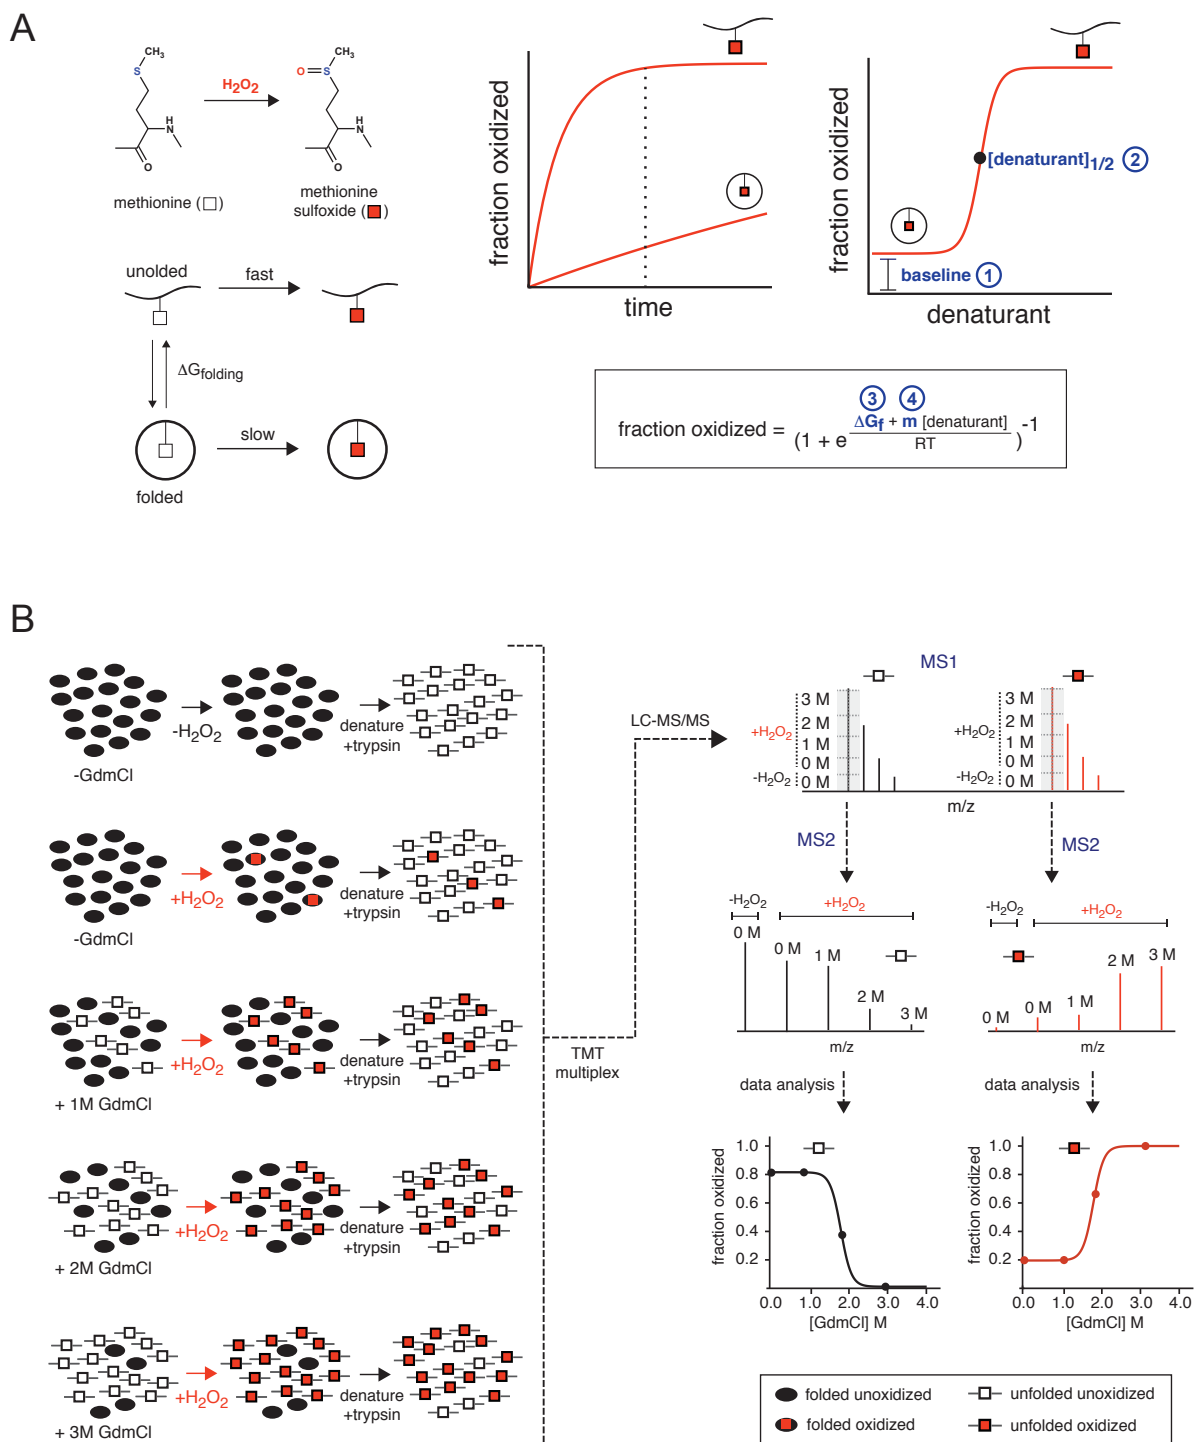 A
CH3
S
H
N
O
H2O2
O
S
CH3
H
N
O
methionine (□)
methionine
sulfoxide (■)
unolded
fast
ΔGfolding
slow
folded
fraction oxidized
time
fraction oxidized
[denaturant]1/2 2
baseline 1
denaturant
3 4
fraction oxidized = (1 + e ΔGf + m [denaturant] / RT )-1
B
-H2O2
denature
+trypsin
-GdmCl
+H2O2
denature
+trypsin
-GdmCl
+H2O2
denature
+trypsin
+ 1M GdmCl
+H2O2
denature
+trypsin
+ 2M GdmCl
+H2O2
denature
+trypsin
+ 3M GdmCl
TMT
multiplex
LC-MS/MS
MS1
3 M
2 M
+H2O2
1 M
0 M
-H2O2
0 M
3 M
2 M
+H2O2
1 M
0 M
-H2O2
0 M
m/z
MS2
MS2
-H2O2
+H2O2
0 M
0 M
1 M
2 M
3 M
m/z
-H2O2
+H2O2
0 M
0 M
1 M
2 M
3 M
m/z
data analysis
data analysis
fraction oxidized
1.0
0.8
0.6
0.4
0.2
0.0
1.0
2.0
3.0
4.0
[GdmCl] M
fraction oxidized
1.0
0.8
0.6
0.4
0.2
0.0
1.0
2.0
3.0
4.0
[GdmCl] M
folded unoxidized
unfolded unoxidized
folded oxidized
unfolded oxidized